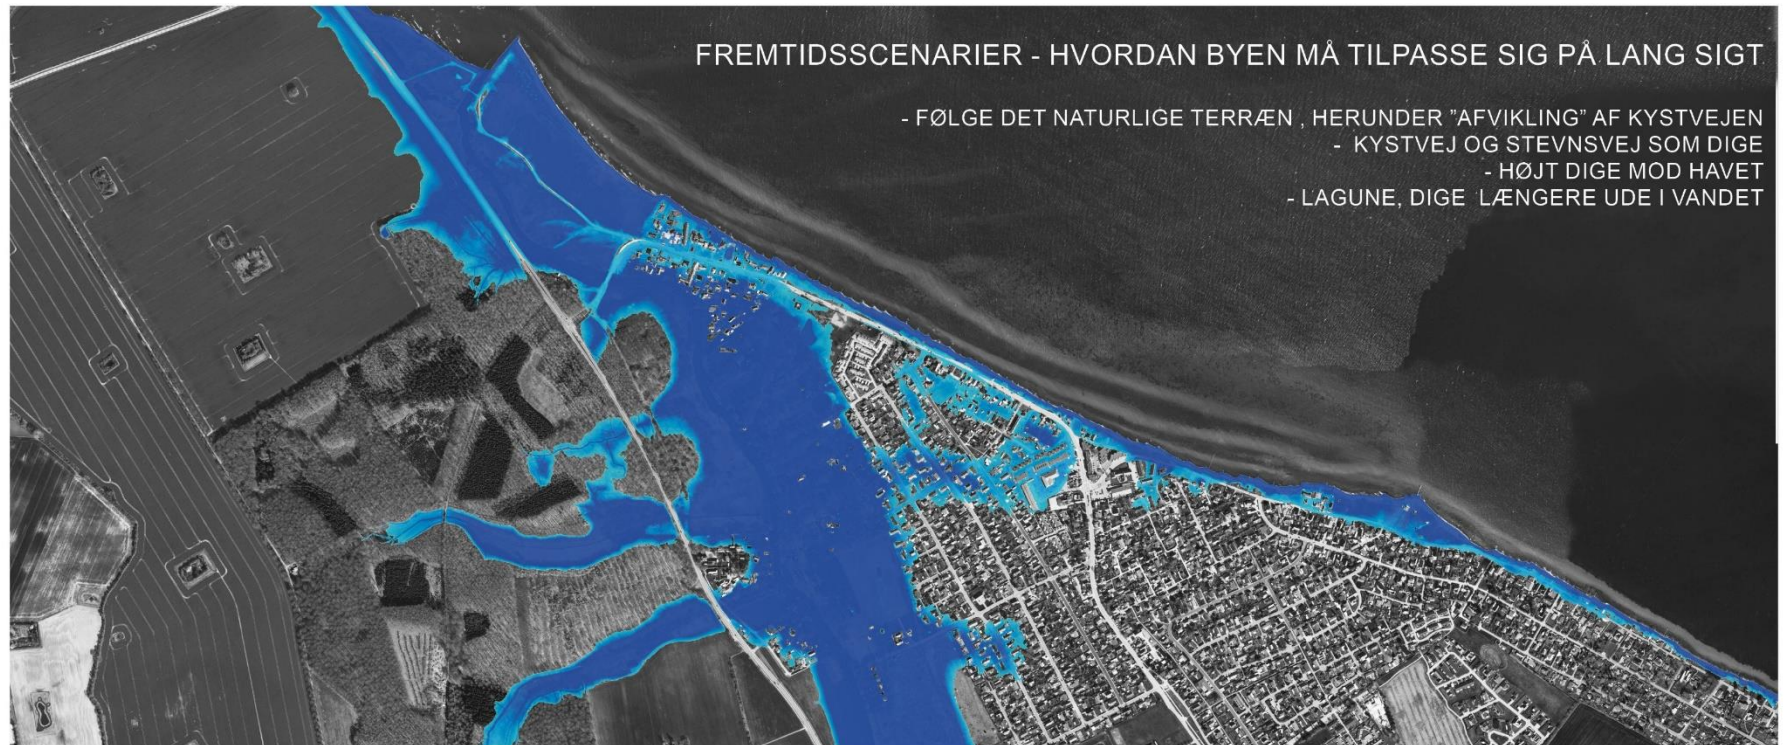 FREMTIDSSCENARIER - HVORDAN BYEN MÅ TILPASSE SIG PÅ LANG SIGT
- FØLGE DET NATURLIGE TERRÆN , HERUNDER "AFVIKLING" AF KYSTVEJEN
- KYSTVEJ OG STEVNSVEJ SOM DIGE
- HØJT DIGE MOD HAVET
- LAGUNE, DIGE LÆNGERE UDE I VANDET